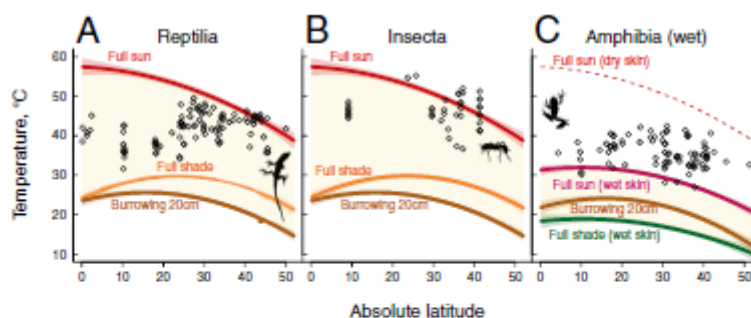 A Reptilia
B Insecta
C Amphibia (wet)
Temperature, °C
60
50
40
30
20
10
Full sun
Full shade
Burrowing 20cm
0 10 20 30 40 50
Full sun
Full shade
Burrowing 20cm
0 10 20 30 40 50
Full sun (dry skin)
Full sun (wet skin)
Burrowing 20cm
Full shade (wet skin)
0 10 20 30 40 50
Absolute latitude